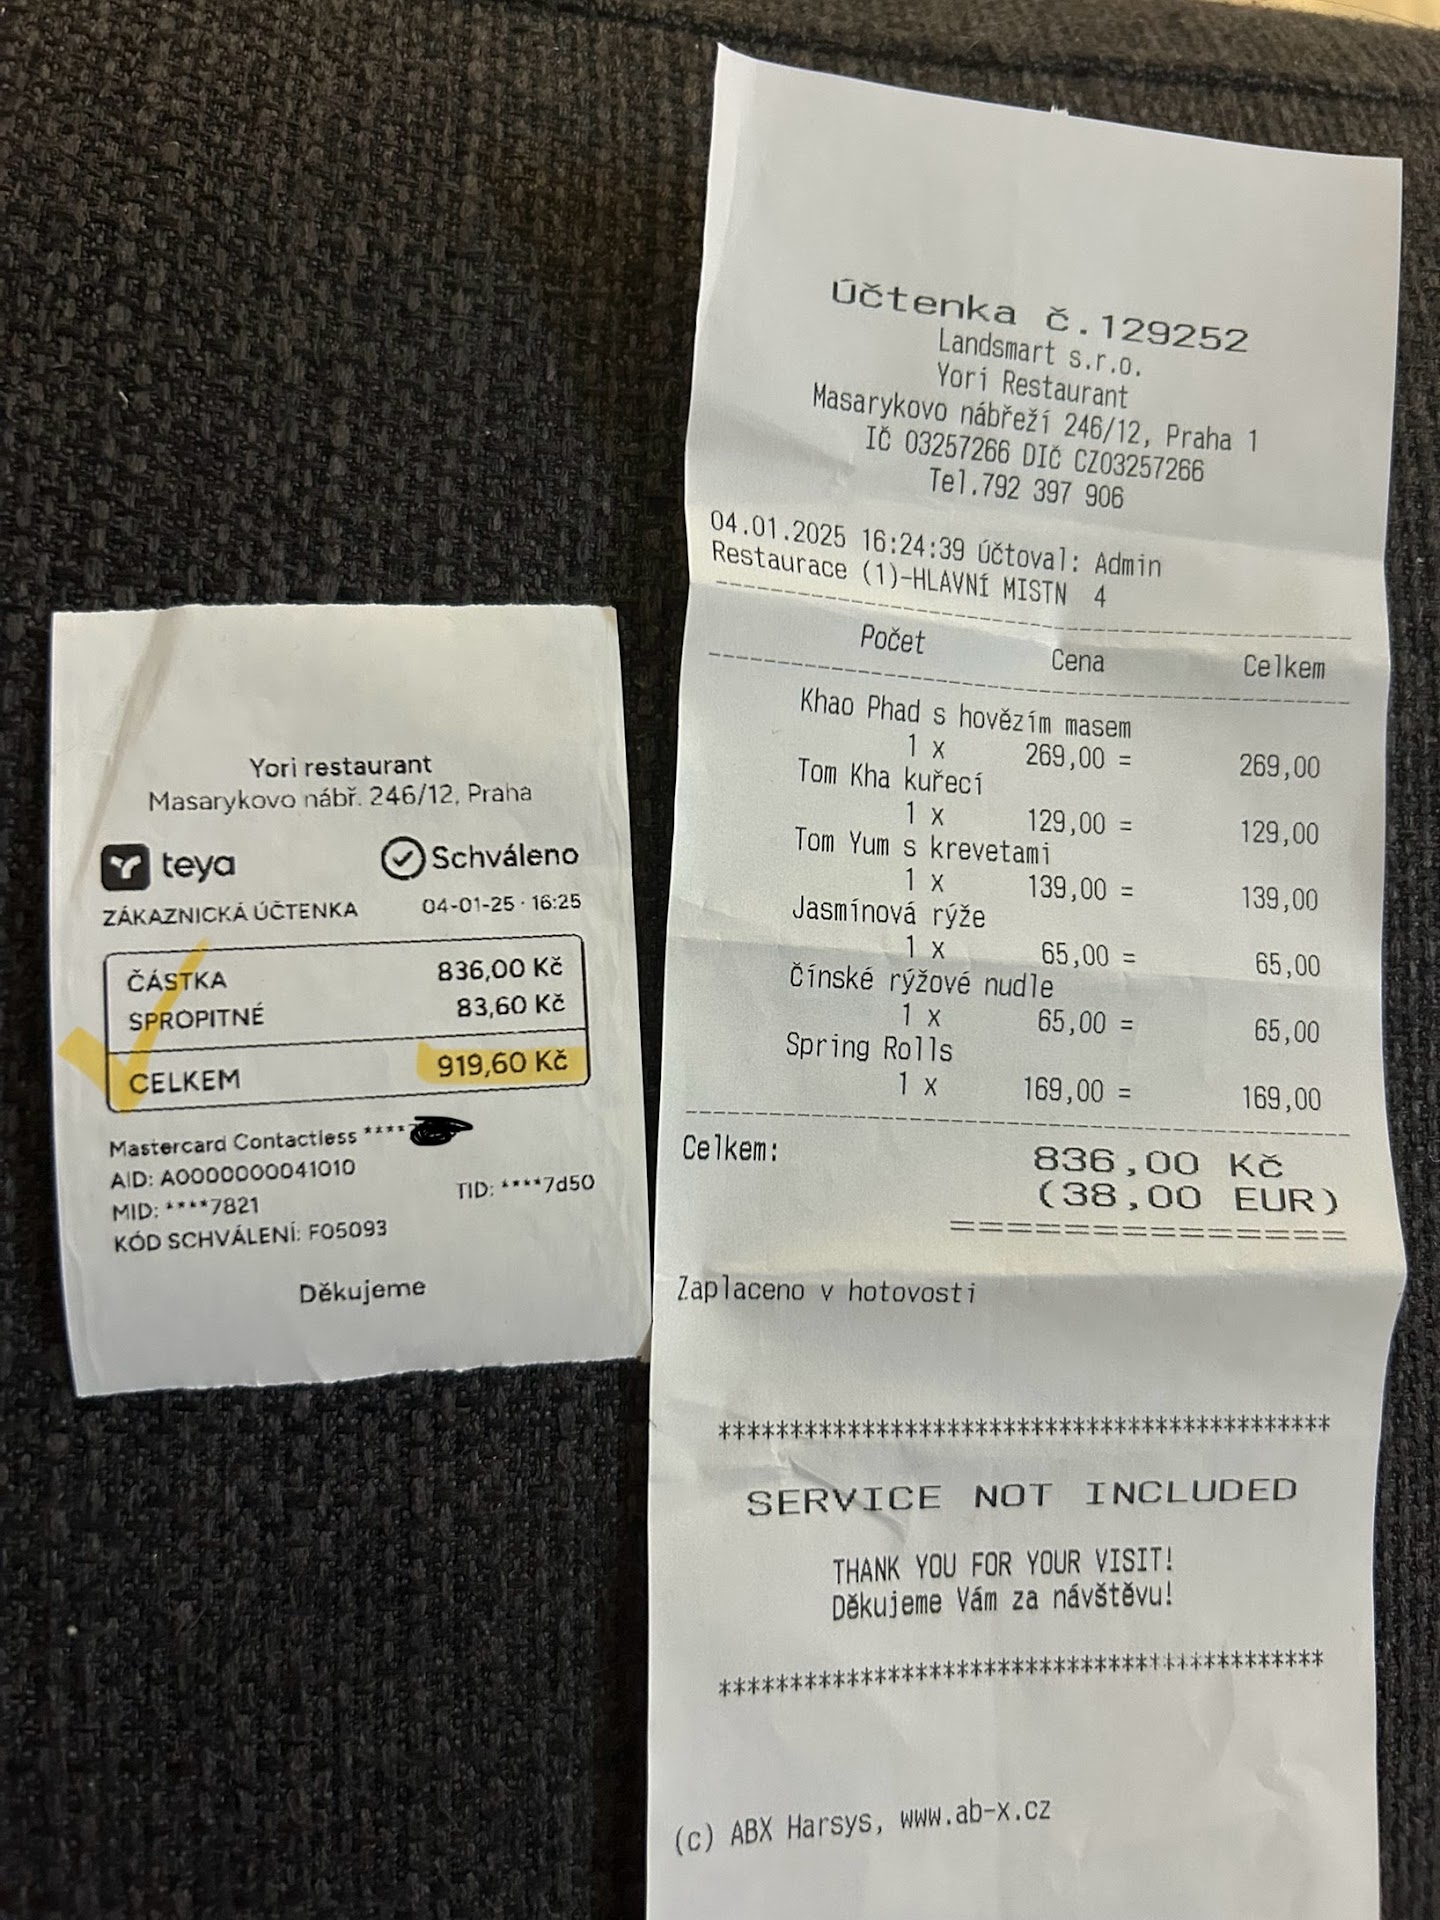 Yori restaurant
Masarykovo nábř. 246/12, Praha
teya Schváleno
ZÁKAZNICKÁ ÚČTENKA 04-01-25 · 16:25
ČÁSTKA 836,00 Kč
SPROPITNÉ 83,60 Kč
CELKEM 919,60 Kč
Mastercard Contactless ****
AID: A0000000041010
MID: ****7821 TID: ****7d50
KÓD SCHVÁLENÍ: F05093
Děkujeme
Účtenka č.129252
Landsmart s.r.o.
Yori Restaurant
Masarykovo nábřeží 246/12, Praha 1
IČ 03257266 DIČ CZ03257266
Tel.792 397 906
04.01.2025 16:24:39 Účtoval: Admin
Restaurace (1)-HLAVNÍ MISTN 4
Počet Cena Celkem
Khao Phad s hovězím masem
1 x 269,00 = 269,00
Tom Kha kuřecí
1 x 129,00 = 129,00
Tom Yum s krevetami
1 x 139,00 = 139,00
Jasmínová rýže
1 x 65,00 = 65,00
Čínské rýžové nudle
1 x 65,00 = 65,00
Spring Rolls
1 x 169,00 = 169,00
Celkem: 836,00 Kč
(38,00 EUR)
==============
Zaplaceno v hotovosti
*******************************************
SERVICE NOT INCLUDED
THANK YOU FOR YOUR VISIT!
Děkujeme Vám za návštěvu!
*******************************************
(c) ABX Harsys, www.ab-x.cz